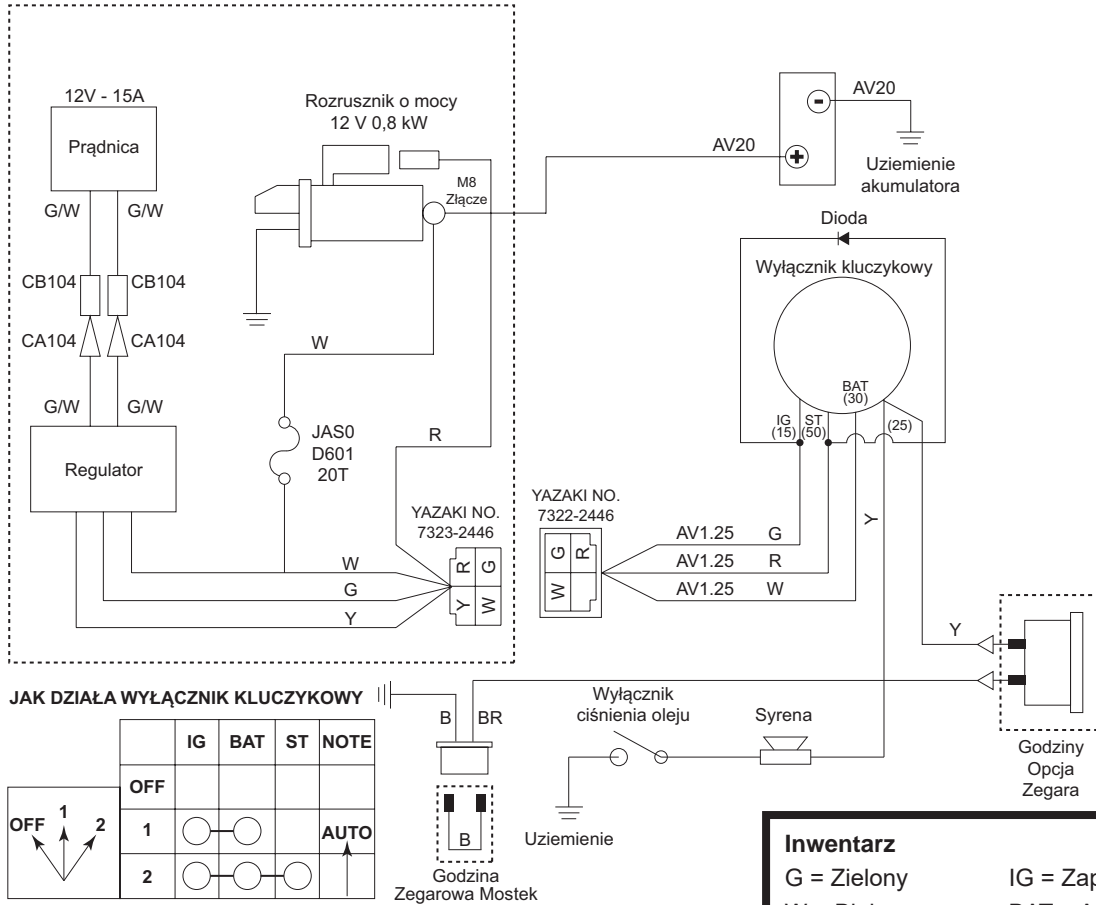 12V - 15A
Prądnica
G/W
G/W
CB104
CB104
CA104
CA104
G/W
G/W
Regulator
Rozrusznik o mocy
12 V 0,8 kW
M8
Złącze
W
JAS0
D601
20T
R
YAZAKI NO.
7323-2446
R
G
Y
W
W
G
Y
AV20
AV20
Uziemienie
akumulatora
Dioda
Wyłącznik kluczykowy
BAT
(30)
IG
(15)
ST
(50)
(25)
YAZAKI NO.
7322-2446
G
R
W
AV1.25 G
AV1.25 R
AV1.25 W
Y
Y
Godziny
Opcja
Zegara
JAK DZIAŁA WYŁĄCZNIK KLUCZYKOWY
IG BAT ST NOTE
OFF
1 AUTO
2
OFF 1 2
B BR
B
Godzina
Zegarowa Mostek
Wyłącznik
ciśnienia oleju
Syrena
Uziemienie
Inwentarz
G = Zielony